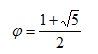 φ = (1 + √5) / 2